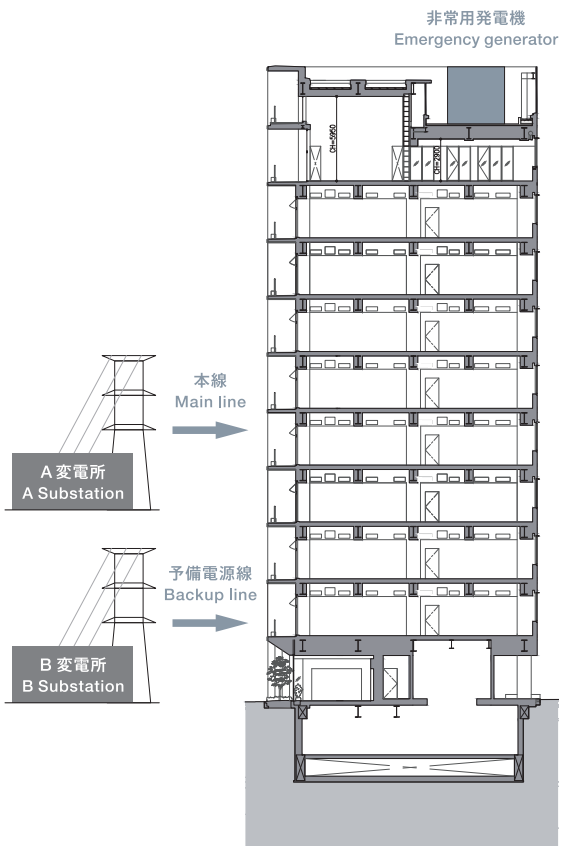 非常用発電機
Emergency generator
CH=5950
CH=2900
本線
Main line
A 変電所
A Substation
予備電源線
Backup line
B 変電所
B Substation